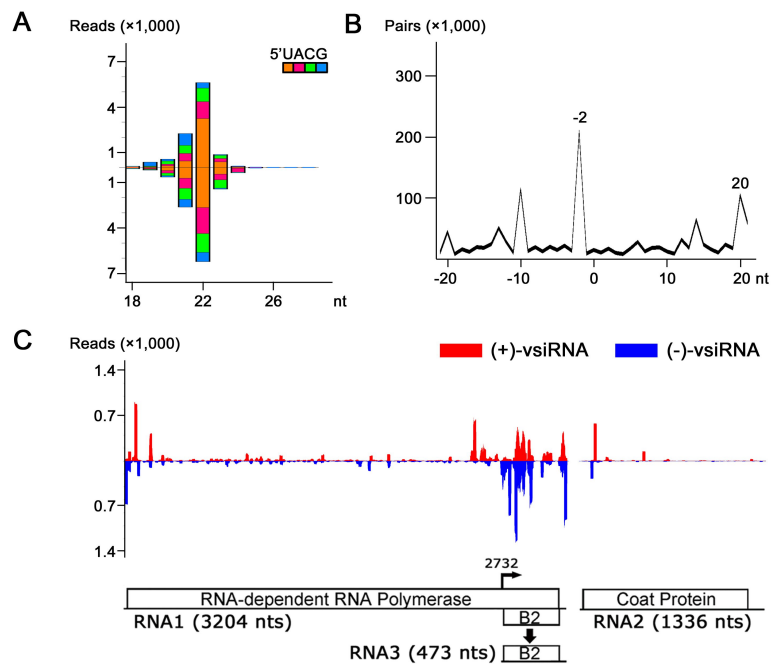 A
Reads (×1,000)
5'UACG
7
4
1
1
4
7
18
22
26
nt
B
Pairs (×1,000)
300
200
100
-2
20
-20
-10
0
10
20 nt
C
Reads (×1,000)
(+)-vsiRNA
(-)-vsiRNA
1.4
0.7
0.7
1.4
2732
RNA-dependent RNA Polymerase
Coat Protein
RNA1 (3204 nts)
B2
RNA2 (1336 nts)
RNA3 (473 nts)
B2